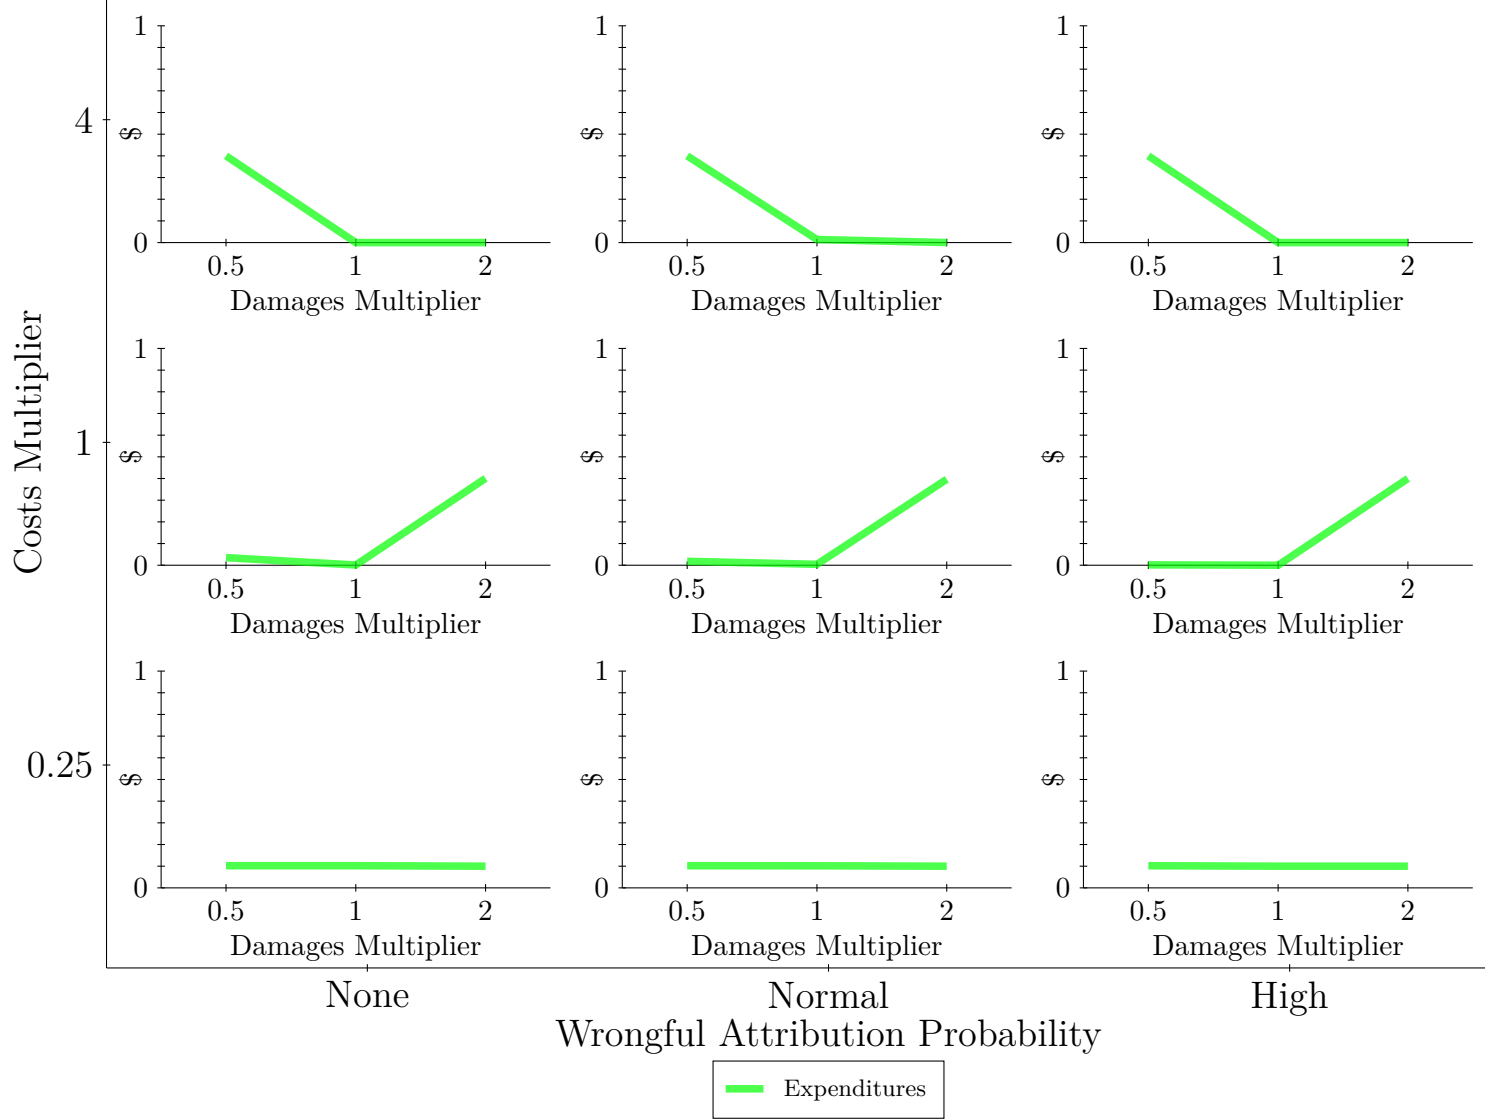 1 1 1
4 $ $ $
0 0 0
0.5 1 2 0.5 1 2 0.5 1 2
Damages Multiplier Damages Multiplier Damages Multiplier
Costs Multiplier
1 1 1
1 $ $ $
0 0 0
0.5 1 2 0.5 1 2 0.5 1 2
Damages Multiplier Damages Multiplier Damages Multiplier
1 1 1
0.25 $ $ $
0 0 0
0.5 1 2 0.5 1 2 0.5 1 2
Damages Multiplier Damages Multiplier Damages Multiplier
None Normal High
Wrongful Attribution Probability
Expenditures